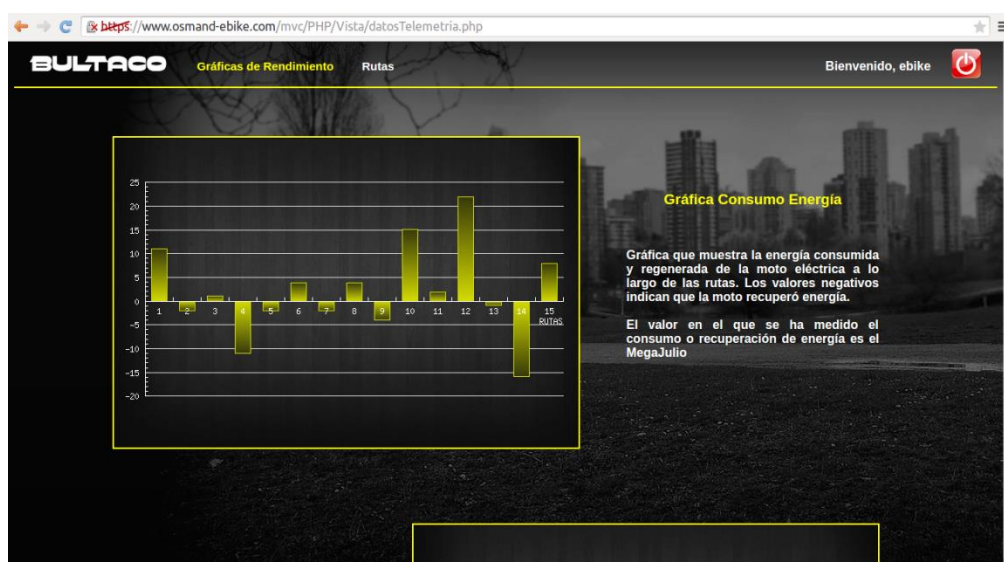 https://www.osmand-ebike.com/mvc/PHP/Vista/datosTelemetria.php
BULTACO
Gráficas de Rendimiento
Rutas
Bienvenido, ebike
25
20
15
10
5
0
-5
-10
-15
-20
1 2 3 4 5 6 7 8 9 10 11 12 13 14 15
RUTAS
Gráfica Consumo Energía
Gráfica que muestra la energía consumida
y regenerada de la moto eléctrica a lo
largo de las rutas. Los valores negativos
indican que la moto recuperó energía.
El valor en el que se ha medido el
consumo o recuperación de energía es el
MegaJulio